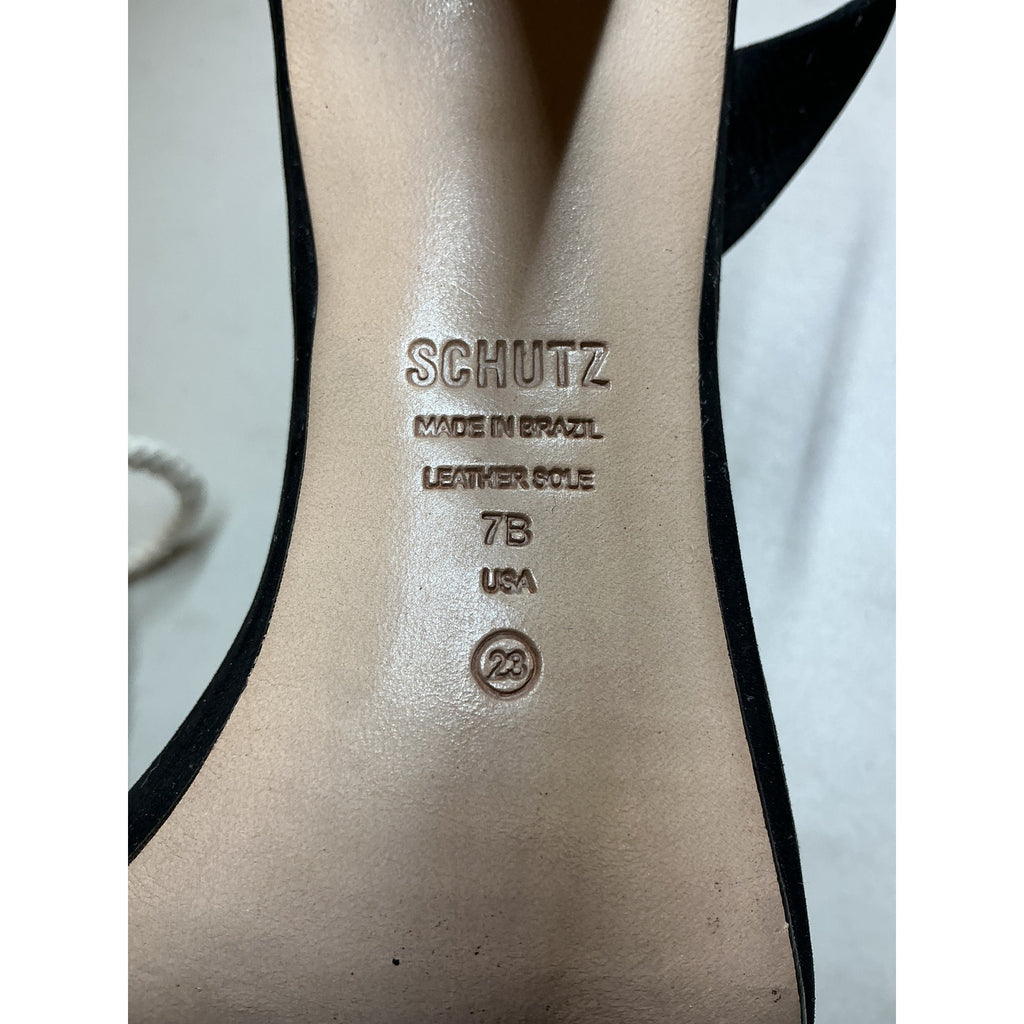 SCHUTZ
MADE IN BRAZIL
LEATHER SOLE
7B
USA
23